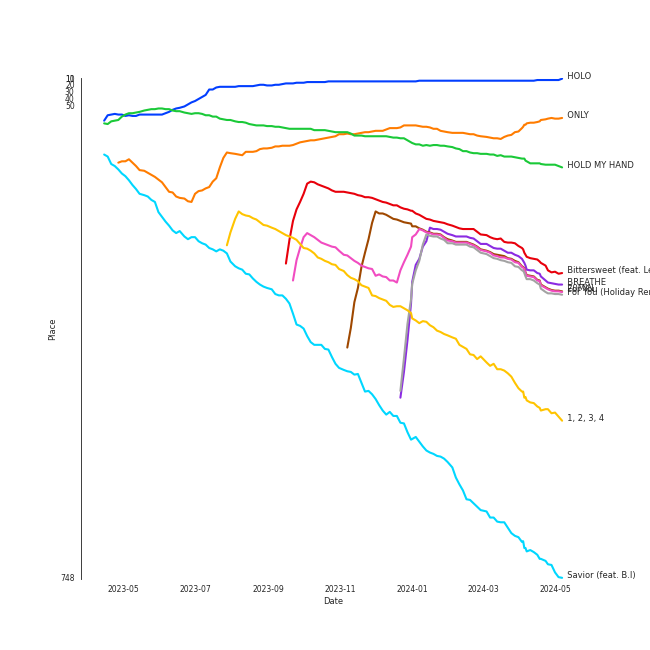 HOLO
10
20
30
40
50
ONLY
HOLD MY HAND
Bittersweet (feat. Le
BREATHE
For You (Holiday Rem
Place
1, 2, 3, 4
748
Savior (feat. B.I)
2023-05 2023-07 2023-09 2023-11 2024-01 2024-03 2024-05
Date